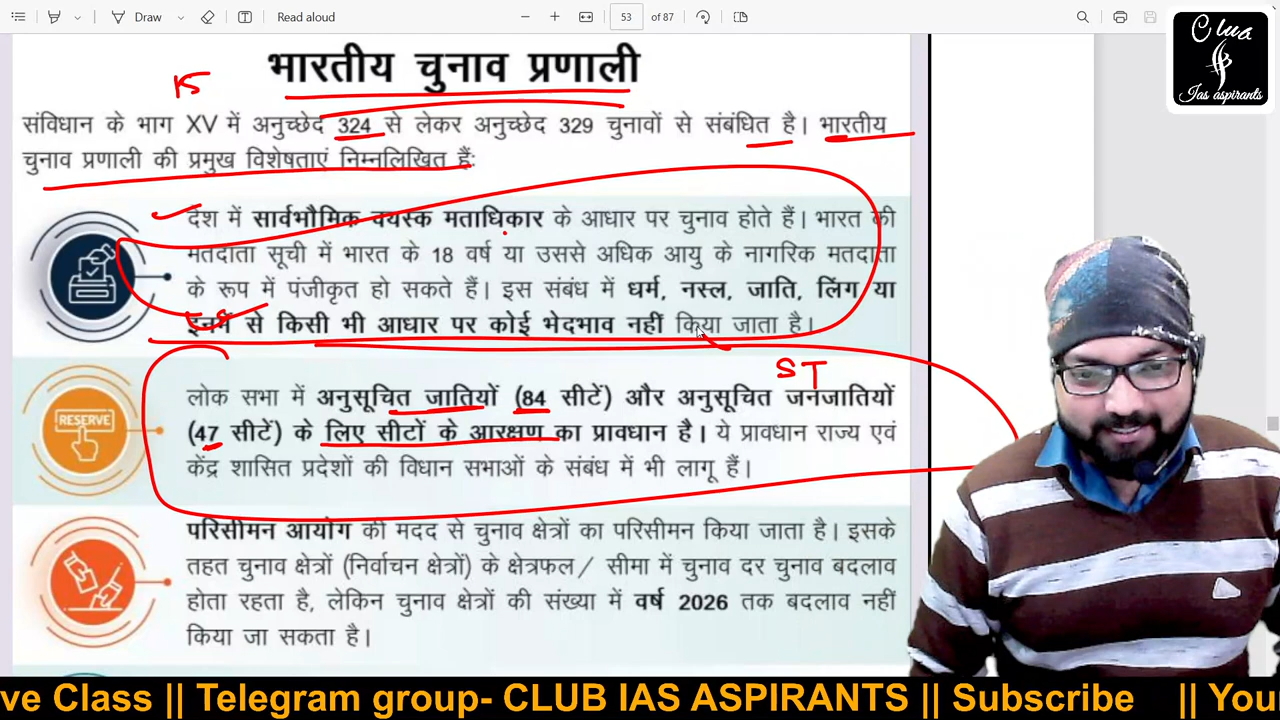 Draw
Read aloud
53
of 87
Clua
Ias aspirants
भारतीय चुनाव प्रणाली
15
संविधान के भाग XV में अनुच्छेद 324 से लेकर अनुच्छेद 329 चुनावों से संबंधित है। भारतीय
चुनाव प्रणाली की प्रमुख विशेषताएं निम्नलिखित हैं:
देश में सार्वभौमिक वयस्क मताधिकार के आधार पर चुनाव होते हैं। भारत की
मतदाता सूची में भारत के 18 वर्ष या उससे अधिक आयु के नागरिक मतदाता
के रूप में पंजीकृत हो सकते हैं। इस संबंध में धर्म, नस्ल, जाति, लिंग या
इनमें से किसी भी आधार पर कोई भेदभाव नहीं किया जाता है।
ST
RESERVE
लोक सभा में अनुसूचित जातियों (84 सीटें) और अनुसूचित जनजातियों
(47 सीटें) के लिए सीटों के आरक्षण का प्रावधान है। ये प्रावधान राज्य एवं
केंद्र शासित प्रदेशों की विधान सभाओं के संबंध में भी लागू हैं।
परिसीमन आयोग की मदद से चुनाव क्षेत्रों का परिसीमन किया जाता है। इसके
तहत चुनाव क्षेत्रों (निर्वाचन क्षेत्रों) के क्षेत्रफल/ सीमा में चुनाव दर चुनाव बदलाव
होता रहता है, लेकिन चुनाव क्षेत्रों की संख्या में वर्ष 2026 तक बदलाव नहीं
किया जा सकता है।
ve Class || Telegram group- CLUB IAS ASPIRANTS || Subscribe || You